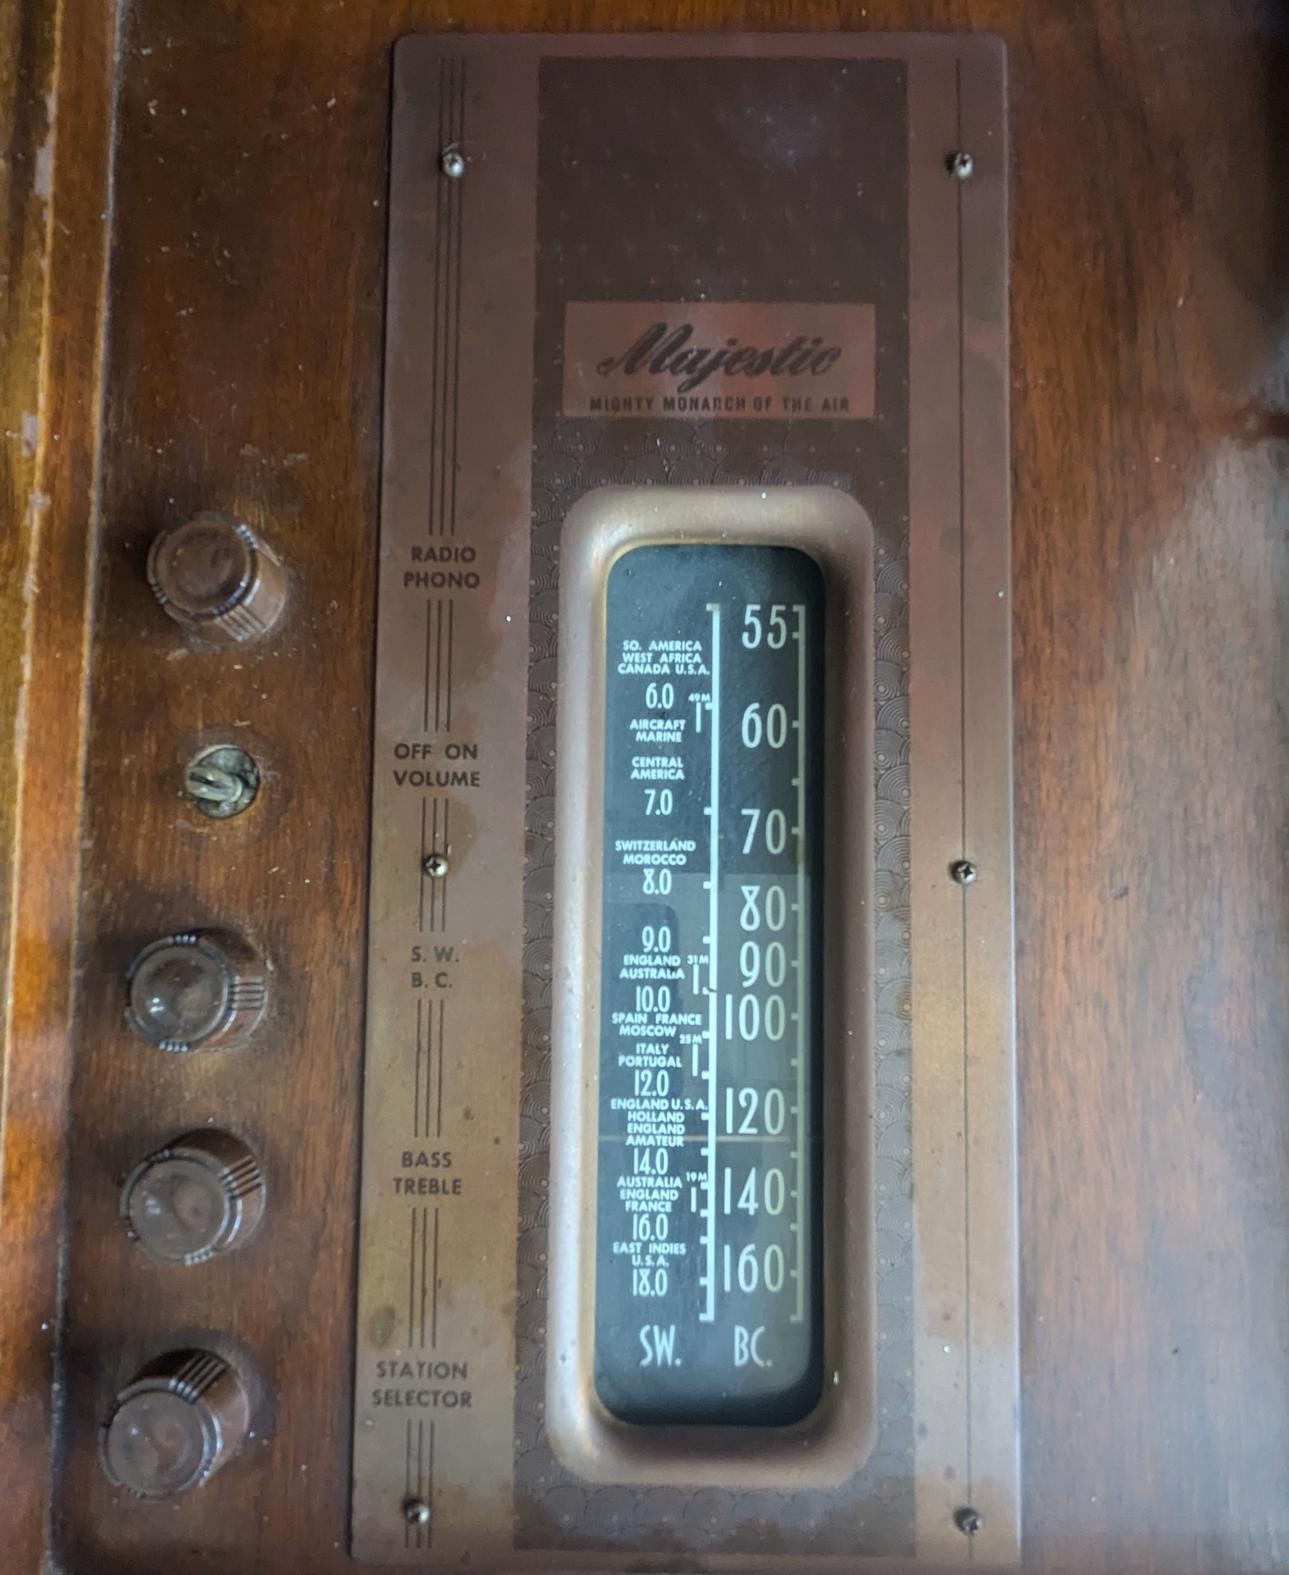 Majestic
MIGHTY MONARCH OF THE AIR
RADIO
PHONO
OFF ON
VOLUME
S. W.
B. C.
BASS
TREBLE
STATION
SELECTOR
SO. AMERICA
WEST AFRICA
CANADA U.S.A.
6.0 49M
AIRCRAFT
MARINE
CENTRAL
AMERICA
7.0
SWITZERLAND
MOROCCO
8.0
9.0
ENGLAND 31M
AUSTRALIA
10.0
SPAIN FRANCE
MOSCOW 25M
ITALY
PORTUGAL
12.0
ENGLAND U.S.A.
HOLLAND
ENGLAND
AMATEUR
14.0
AUSTRALIA 19M
ENGLAND
FRANCE
16.0
EAST INDIES
U.S.A.
18.0
SW.
55
60
70
80
90
100
120
140
160
BC.